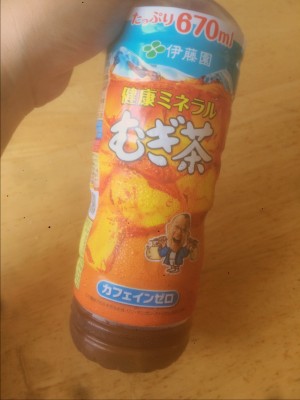 たっぷり670ml
伊藤園
健康ミネラル
むぎ茶
カフェインゼロ